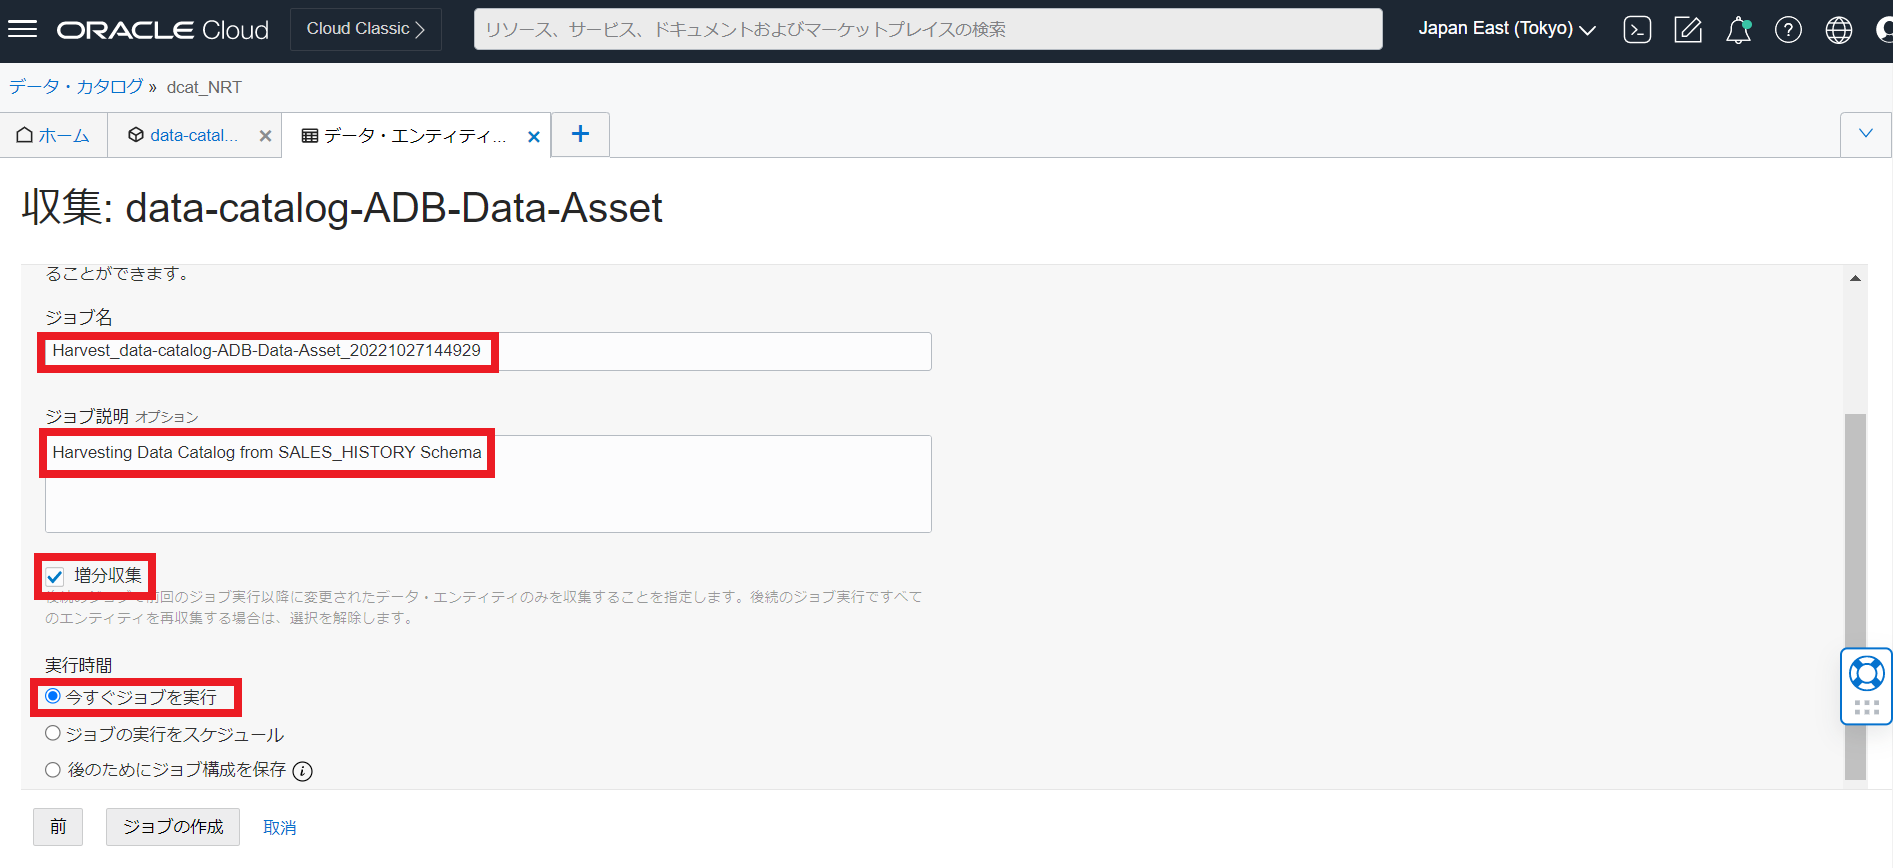 ORACLE Cloud
Cloud Classic
リソース、サービス、ドキュメントおよびマーケットプレイスの検索
Japan East (Tokyo)
データ・カタログ » dcat_NRT
ホーム
data-catal...
データ・エンティティ...
収集: data-catalog-ADB-Data-Asset
ることができます。
ジョブ名
Harvest_data-catalog-ADB-Data-Asset_20221027144929
ジョブ説明 オプション
Harvesting Data Catalog from SALES_HISTORY Schema
増分収集
後続のジョブで前回のジョブ実行以降に変更されたデータ・エンティティのみを収集することを指定します。後続のジョブ実行ですべて
のエンティティを再収集する場合は、選択を解除します。
実行時間
今すぐジョブを実行
ジョブの実行をスケジュール
後のためにジョブ構成を保存
前
ジョブの作成
取消